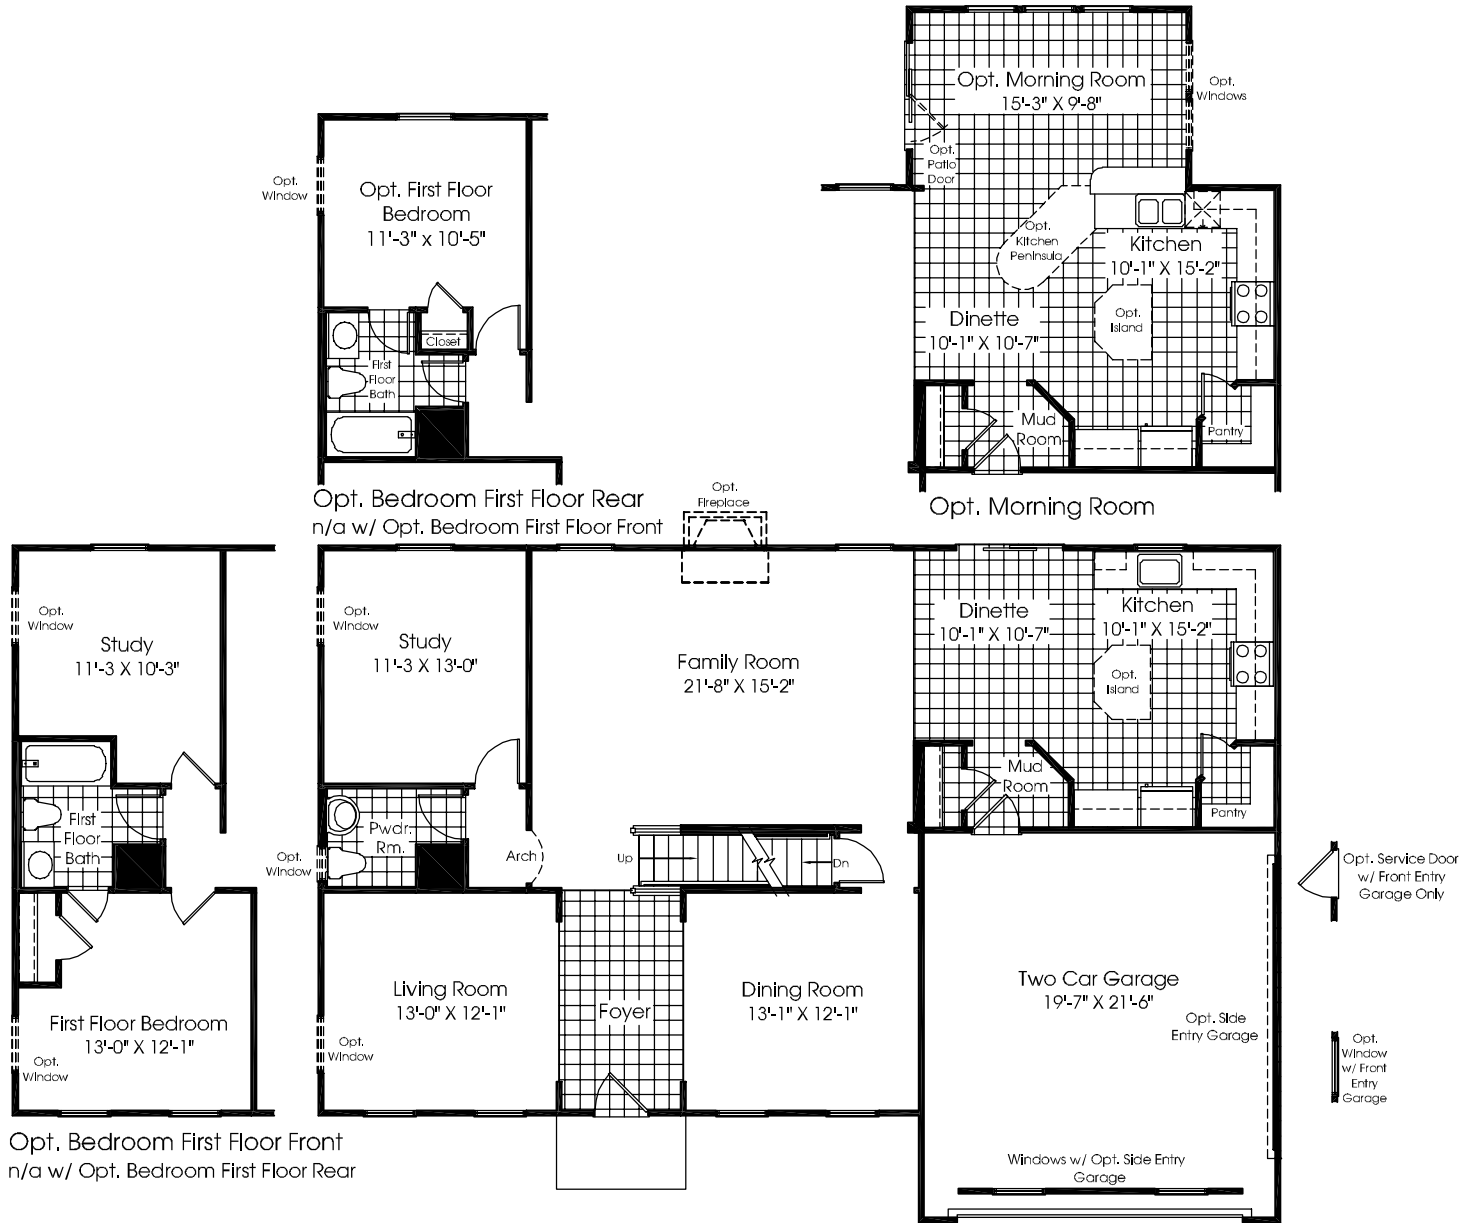 Opt. Morning Room
15'-3" X 9'-8"
Opt.
Windows
Opt.
Patio
Door
Opt.
Kitchen
Peninsula
Kitchen
10'-1" X 15'-2"
Opt.
Island
Dinette
10'-1" X 10'-7"
Mud
Room
Pantry
Opt. Morning Room
Opt.
Window
Opt. First Floor
Bedroom
11'-3" x 10'-5"
Closet
First
Floor
Bath
Opt. Bedroom First Floor Rear
n/a w/ Opt. Bedroom First Floor Front
Opt.
Fireplace
Opt.
Window
Study
11'-3 X 10'-3"
First
Floor
Bath
First Floor Bedroom
13'-0" X 12'-1"
Opt.
Window
Opt. Bedroom First Floor Front
n/a w/ Opt. Bedroom First Floor Rear
Opt.
Window
Study
11'-3 X 13'-0"
Family Room
21'-8" X 15'-2"
Dinette
10'-1" X 10'-7"
Kitchen
10'-1" X 15'-2"
Opt.
Island
Mud
Room
Pantry
Pwdr.
Rm.
Opt.
Window
Arch
Up
Dn
Living Room
13'-0" X 12'-1"
Opt.
Window
Foyer
Dining Room
13'-1" X 12'-1"
Two Car Garage
19'-7" X 21'-6"
Opt. Side
Entry Garage
Windows w/ Opt. Side Entry
Garage
Opt. Service Door
w/ Front Entry
Garage Only
Opt.
Window
w/ Front
Entry
Garage